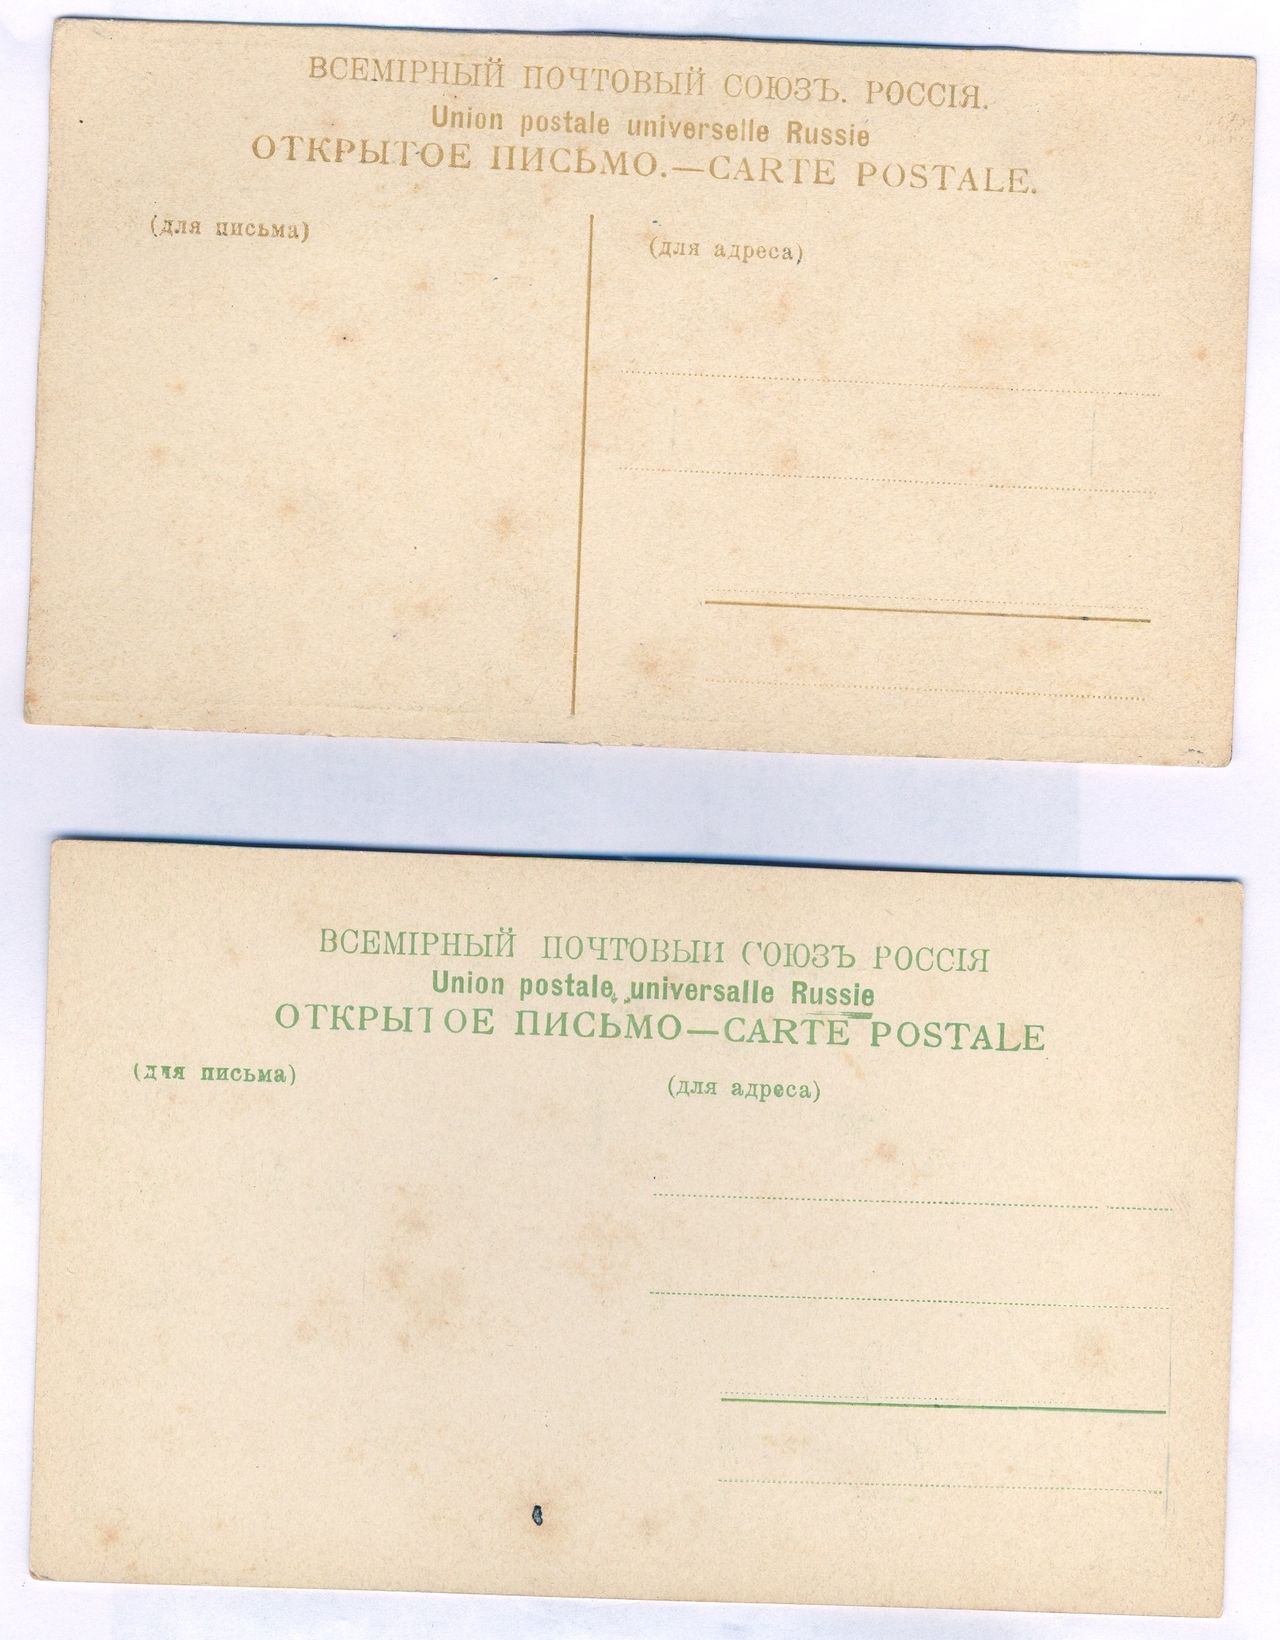 ВСЕМІРНЫЙ ПОЧТОВЫЙ СОЮЗЪ. РОССІЯ.
Union postale universelle Russie
ОТКРЫТОЕ ПИСЬМО.—CARTE POSTALE.
(для письма)
(для адреса)
ВСЕМІРНЫЙ ПОЧТОВЫИ СОЮЗЪ РОССІЯ
Union postale universalle Russie
ОТКРЫТОЕ ПИСЬМО—CARTE POSTALE
(для письма)
(для адреса)